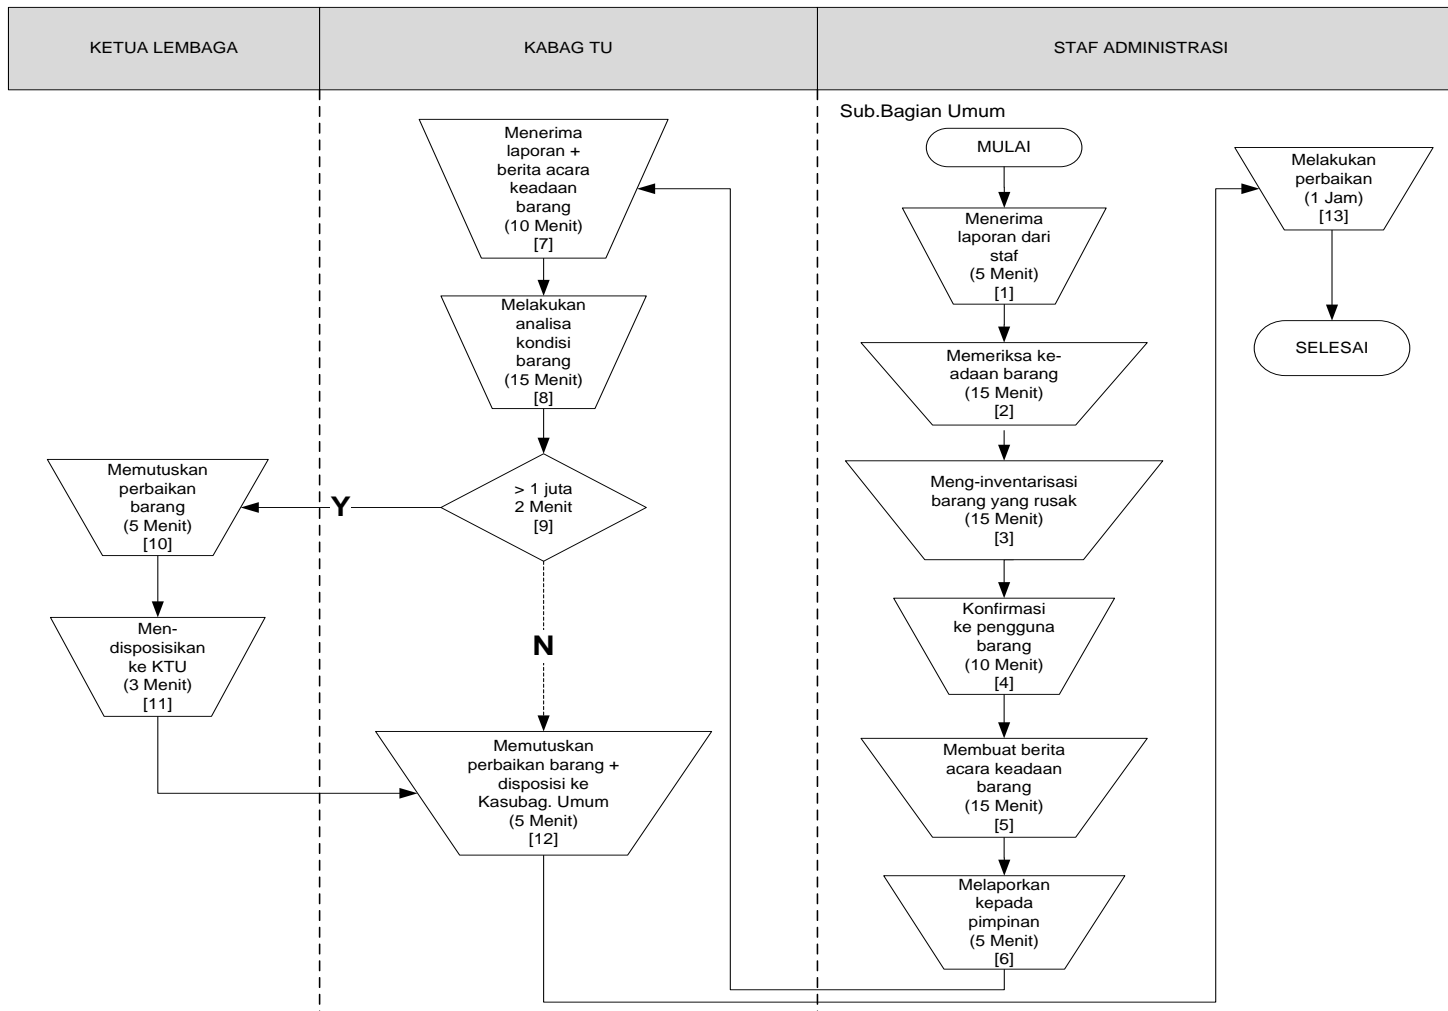 KETUA LEMBAGA
KABAG TU
STAF ADMINISTRASI
Sub.Bagian Umum
MULAI
Menerima
laporan dari
staf
(5 Menit)
[1]
Memeriksa ke-
adaan barang
(15 Menit)
[2]
Meng-inventarisasi
barang yang rusak
(15 Menit)
[3]
Konfirmasi
ke pengguna
barang
(10 Menit)
[4]
Membuat berita
acara keadaan
barang
(15 Menit)
[5]
Melaporkan
kepada
pimpinan
(5 Menit)
[6]
Menerima
laporan +
berita acara
keadaan
barang
(10 Menit)
[7]
Melakukan
analisa
kondisi
barang
(15 Menit)
[8]
> 1 juta
2 Menit
[9]
Y
N
Memutuskan
perbaikan
barang
(5 Menit)
[10]
Men-
disposisikan
ke KTU
(3 Menit)
[11]
Memutuskan
perbaikan barang +
disposisi ke
Kasubag. Umum
(5 Menit)
[12]
Melakukan
perbaikan
(1 Jam)
[13]
SELESAI